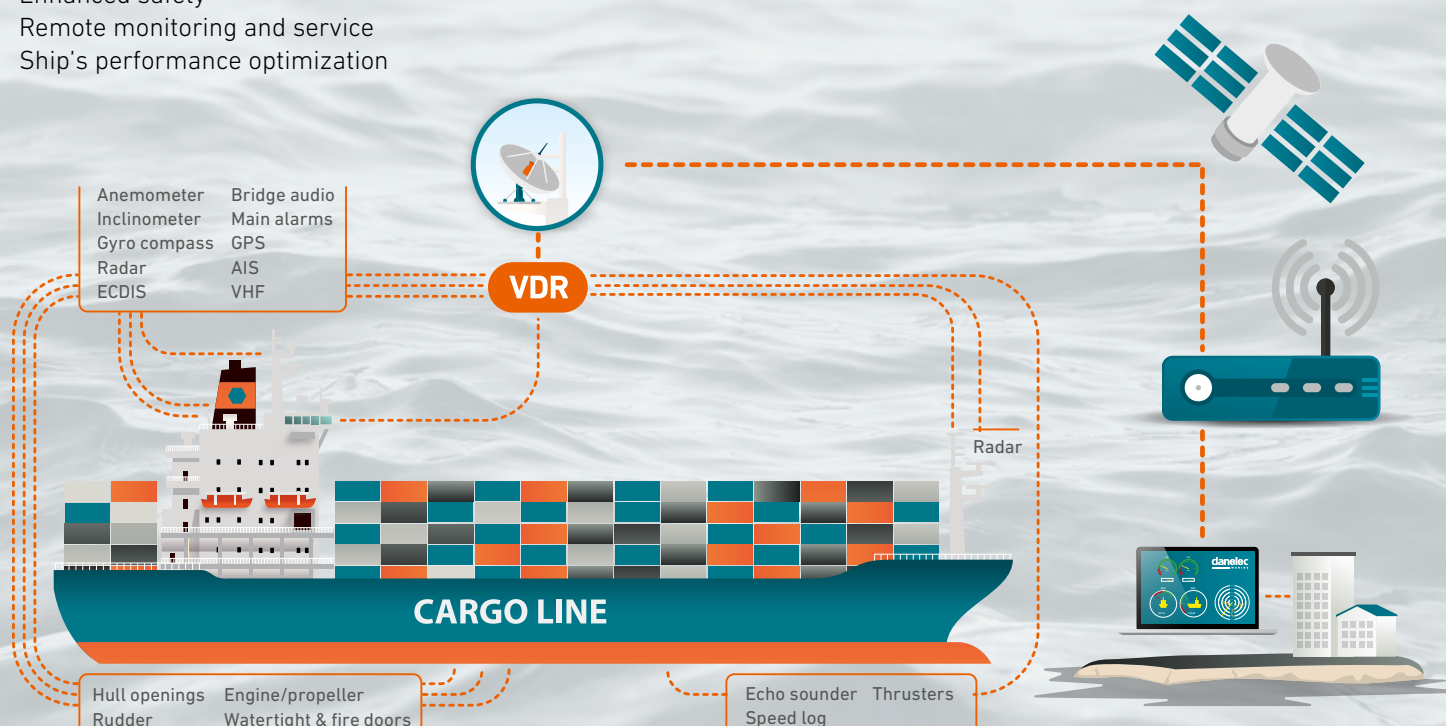 Enhanced safety
Remote monitoring and service
Ship's performance optimization
Anemometer Bridge audio
Inclinometer Main alarms
Gyro compass GPS
Radar AIS
ECDIS VHF
VDR
Radar
danelec
CARGO LINE
Hull openings Engine/propeller
Rudder Watertight & fire doors
Echo sounder Thrusters
Speed log